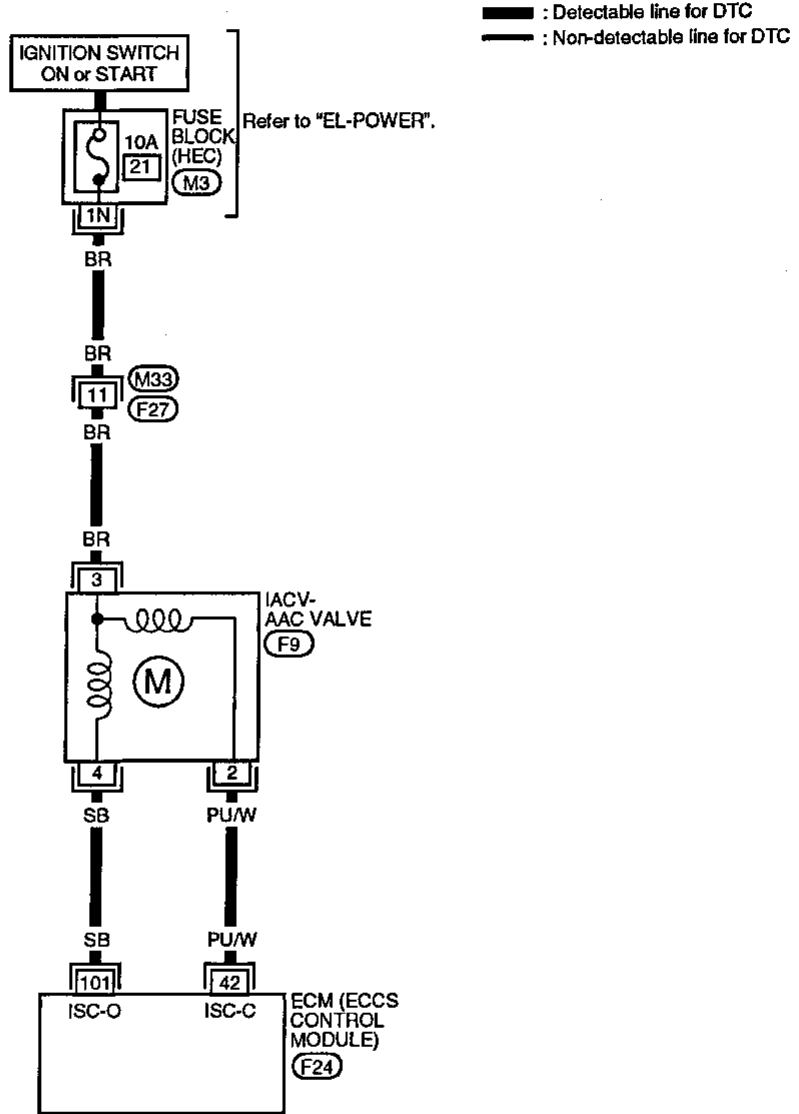 : Detectable line for DTC
: Non-detectable line for DTC
IGNITION SWITCH
ON or START
Refer to "EL-POWER".
FUSE
BLOCK
(HEC)
M3
10A
21
1N
BR
BR
11
M33
F27
BR
BR
3
IACV-
AAC VALVE
F9
M
4
2
SB
PU/W
SB
PU/W
101
42
ISC-O
ISC-C
ECM (ECCS
CONTROL
MODULE)
F24